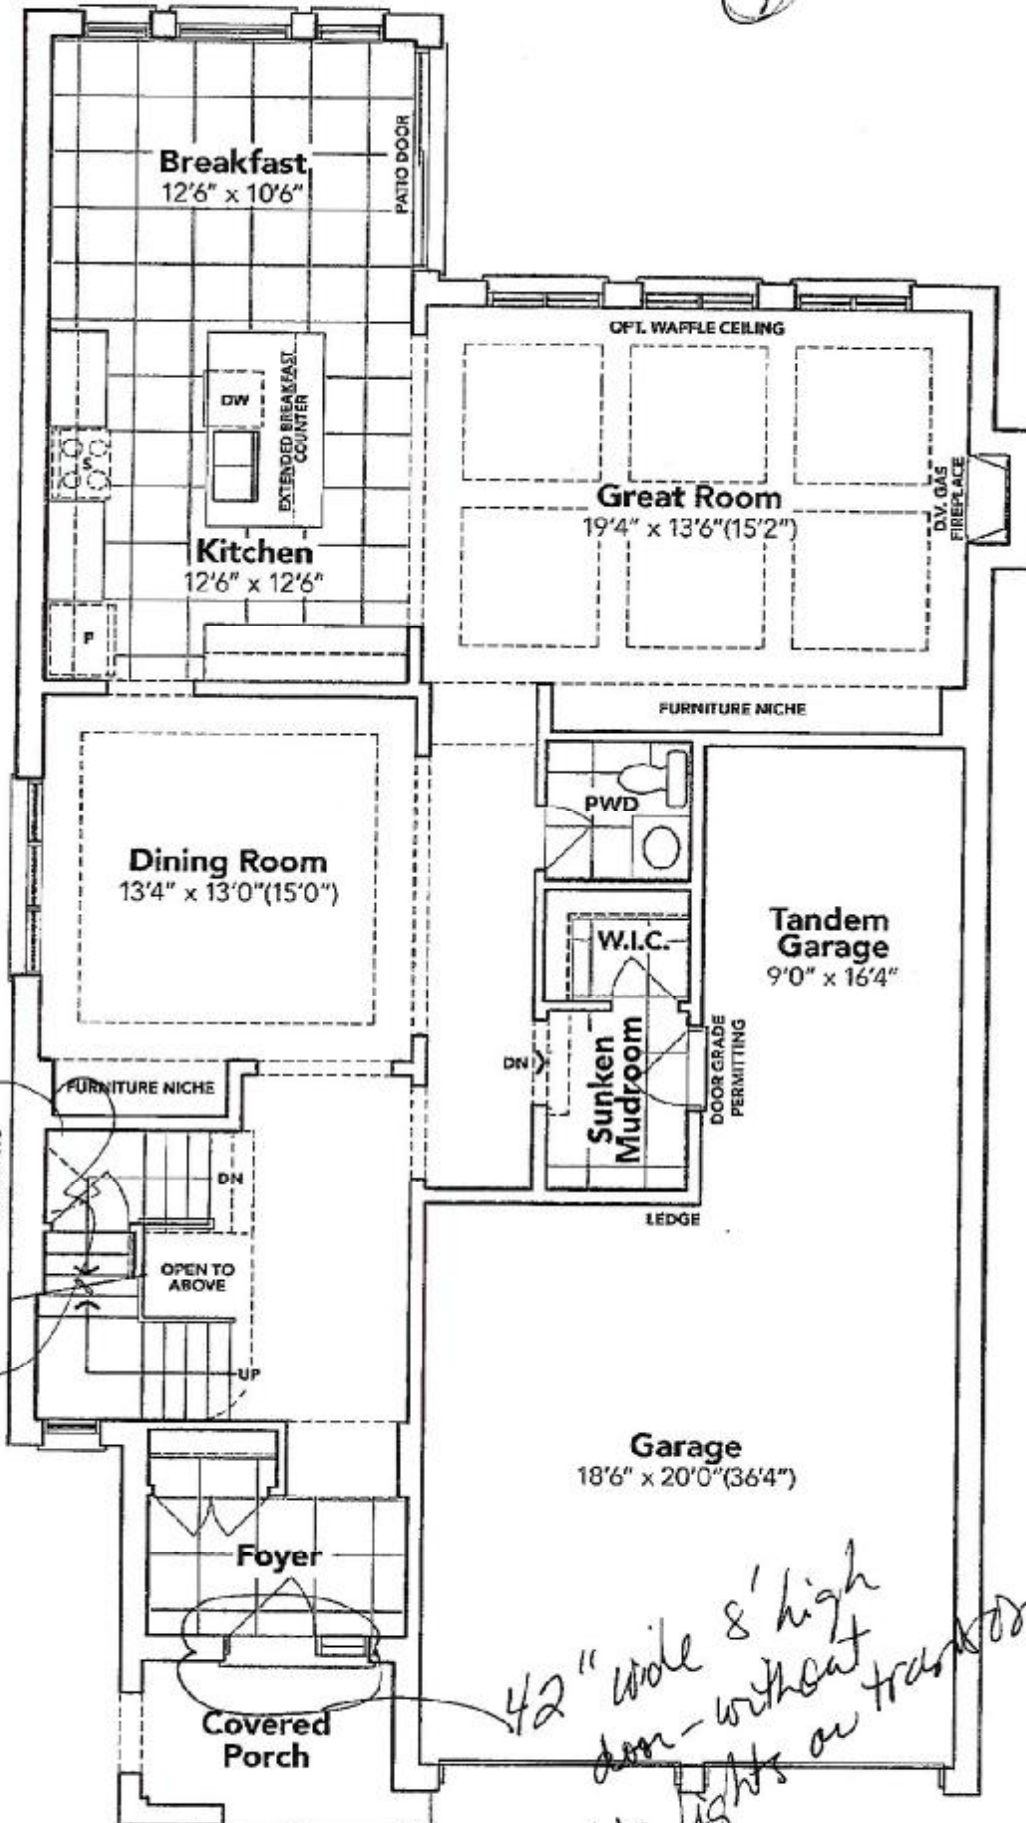 Breakfast
12'6" x 10'6"
PATIO DOOR
OPT. WAFFLE CEILING
DW
EXTENDED BREAKFAST
COUNTER
S
Great Room
19'4" x 13'6"(15'2")
D.V. GAS
FIREPLACE
Kitchen
12'6" x 12'6"
F
FURNITURE NICHE
PWD
Dining Room
13'4" x 13'0"(15'0")
W.I.C.
Tandem
Garage
9'0" x 16'4"
DN
Sunken
Mudroom
DOOR GRADE
PERMITTING
FURNITURE NICHE
DN
LEDGE
OPEN TO
ABOVE
UP
Garage
18'6" x 20'0"(36'4")
Foyer
42" wide 8' high
door - without
lights or
Covered
Porch